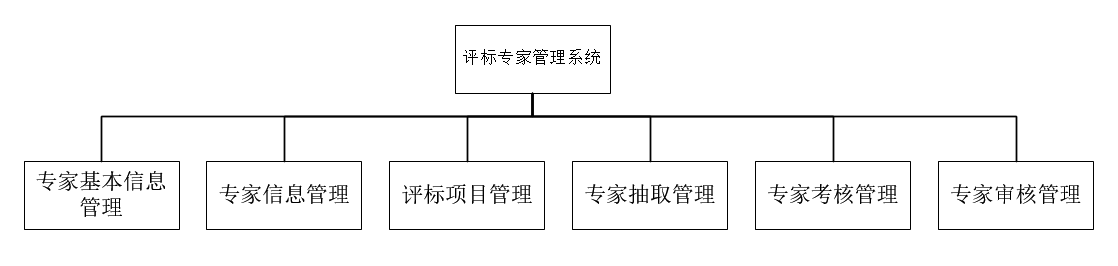 评标专家管理系统
专家基本信息
管理
专家信息管理
评标项目管理
专家抽取管理
专家考核管理
专家审核管理